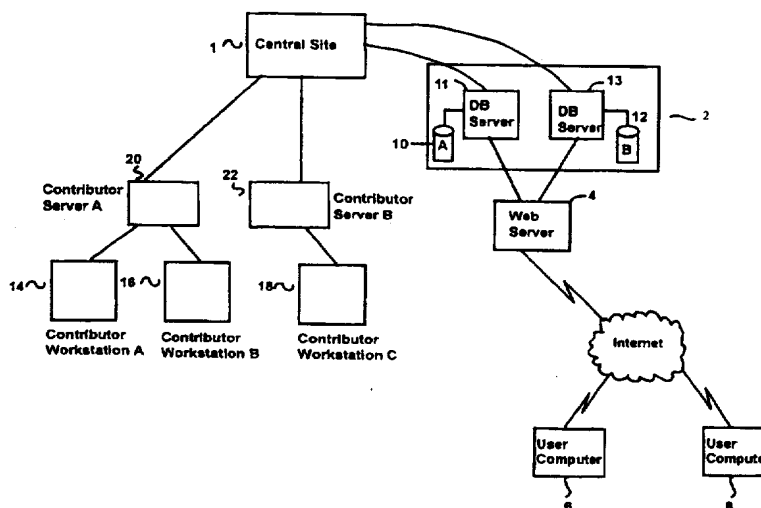 1
Central Site
11
13
DB
Server
DB
Server
12
2
10
A
B
20
Contributor
Server A
22
Contributor
Server B
4
Web
Server
14
16
18
Contributor
Workstation A
Contributor
Workstation B
Contributor
Workstation C
Internet
User
Computer
User
Compute
6
8